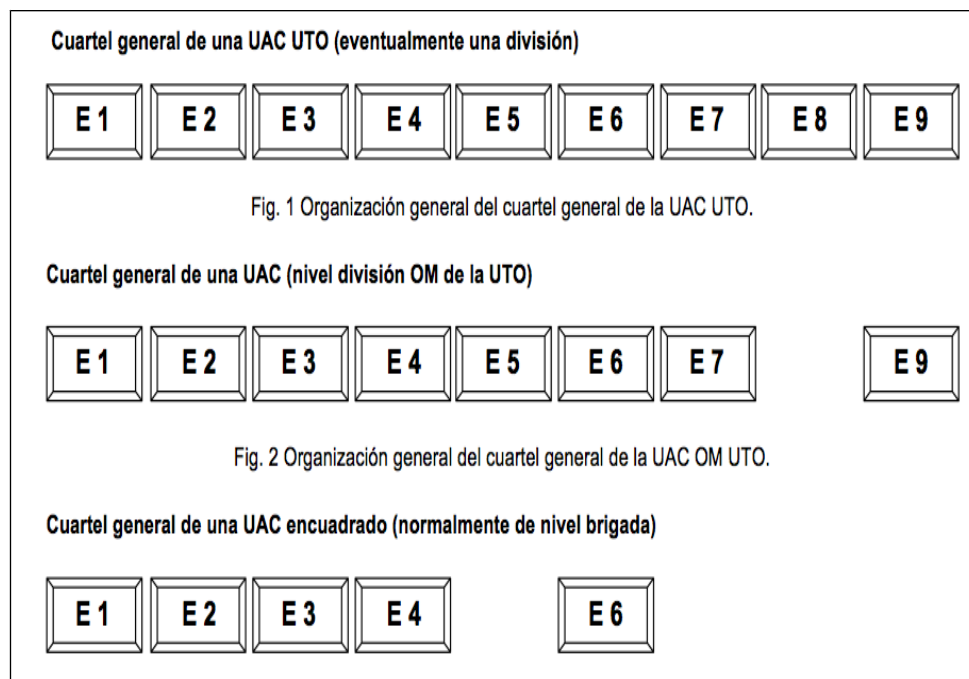 Cuartel general de una UAC UTO (eventualmente una división)
E 1 E 2 E 3 E 4 E 5 E 6 E 7 E 8 E 9
Fig. 1 Organización general del cuartel general de la UAC UTO.
Cuartel general de una UAC (nivel división OM de la UTO)
E 1 E 2 E 3 E 4 E 5 E 6 E 7 E 9
Fig. 2 Organización general del cuartel general de la UAC OM UTO.
Cuartel general de una UAC encuadrado (normalmente de nivel brigada)
E 1 E 2 E 3 E 4 E 6